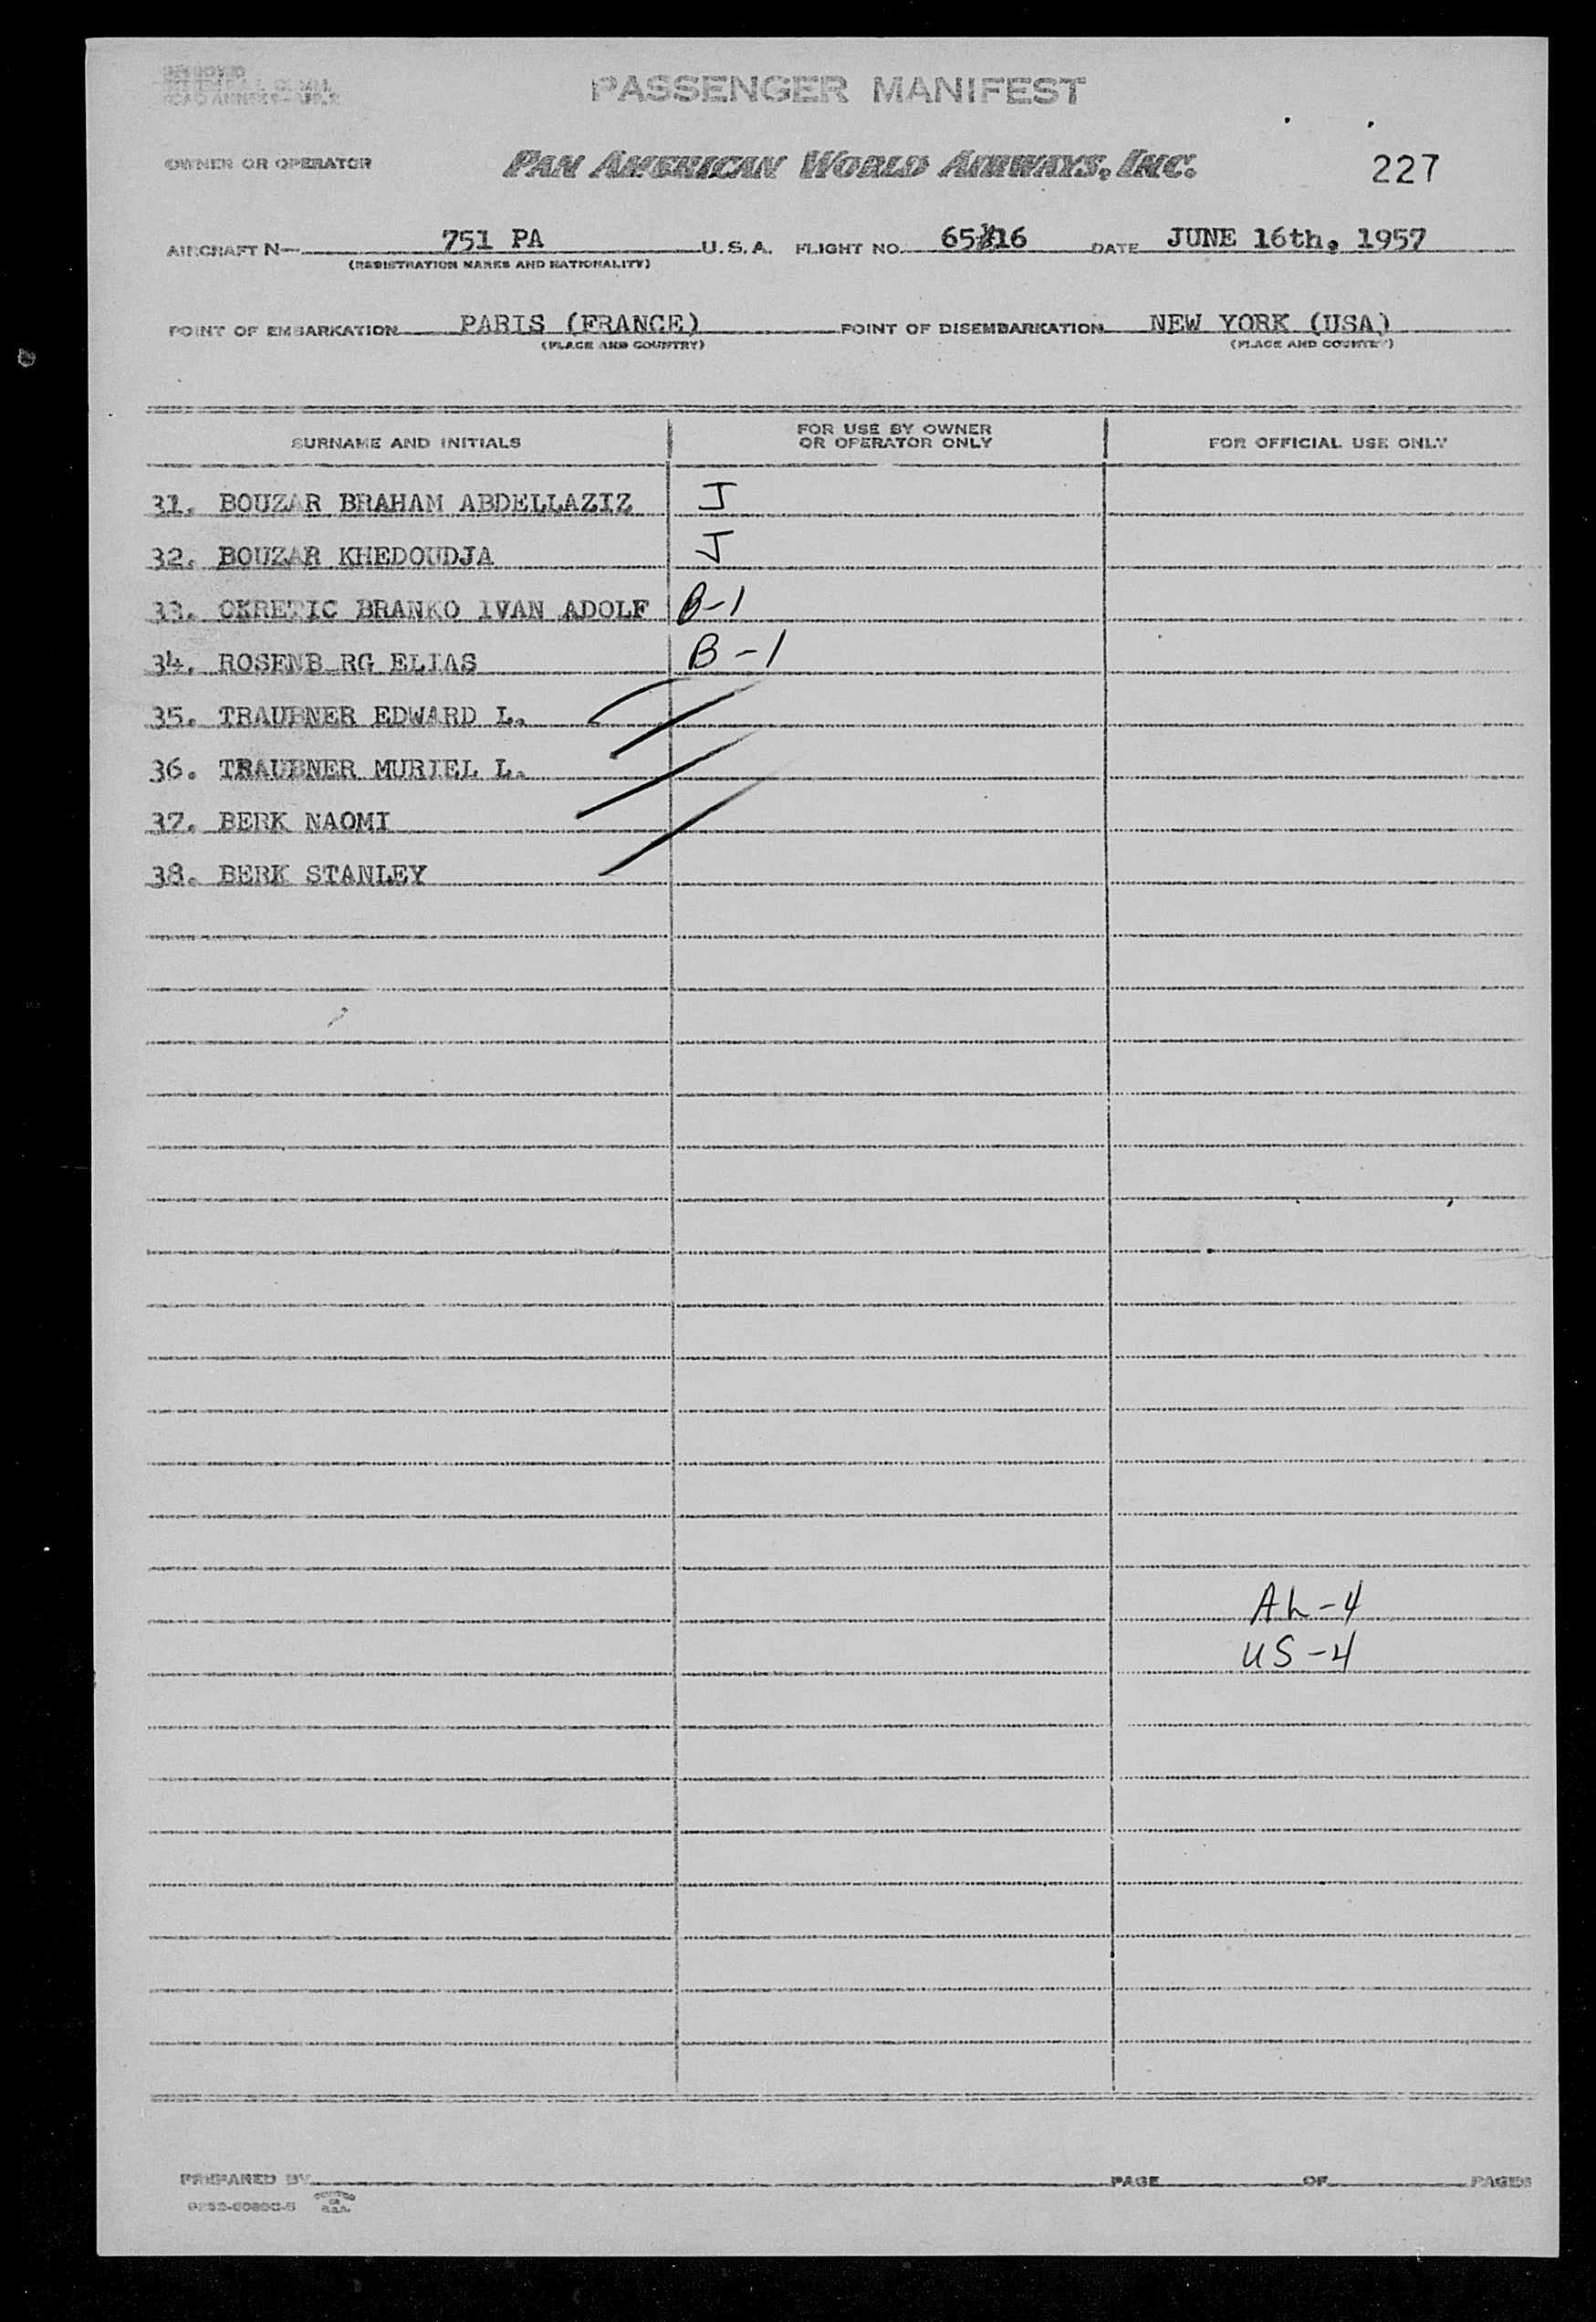 PASSENGER MANIFEST
OWNER OR OPERATOR PAN AMERICAN WORLD AIRWAYS, INC. 227
AIRCRAFT N 751 PA U.S.A. FLIGHT NO. 65 16 DATE JUNE 16th, 1957
(REGISTRATION MARKS AND NATIONALITY)
POINT OF EMBARKATION PARIS (FRANCE) POINT OF DISEMBARKATION NEW YORK (USA)
(PLACE AND COUNTRY) (PLACE AND COUNTRY)
SURNAME AND INITIALS FOR USE BY OWNER OR OPERATOR ONLY FOR OFFICIAL USE ONLY
31. BOUZAR BRAHAM ABDELLAZIZ J
32. BOUZAR KHEDOUDJA J
33. OKRETIC BRANKO IVAN ADOLF B-1
34. ROSENB RG ELIAS B-1
35. TRAUBNER EDWARD L.
36. TRAUBNER MURIEL L.
37. BERK NAOMI
38. BERK STANLEY
AL-4
US-4
PREPARED BY PAGE OF PAGES